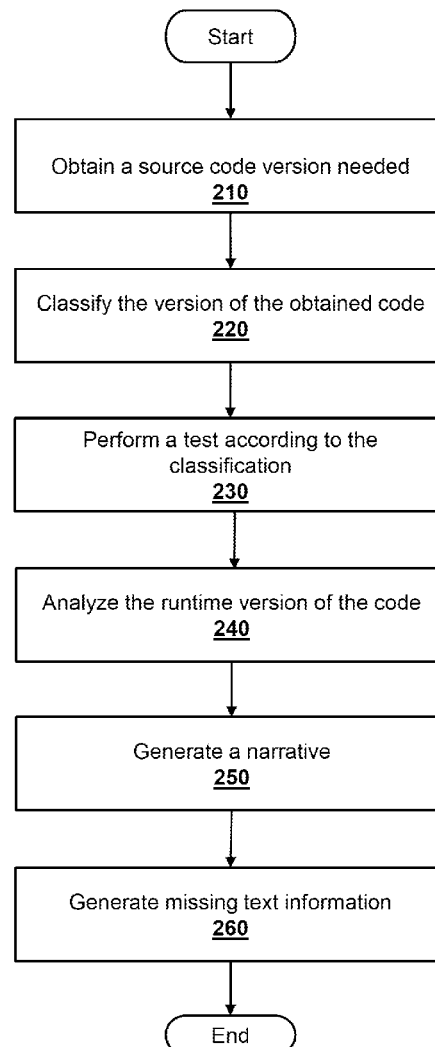 Start
Obtain a source code version needed
210
Classify the version of the obtained code
220
Perform a test according to the
classification
230
Analyze the runtime version of the code
240
Generate a narrative
250
Generate missing text information
260
End